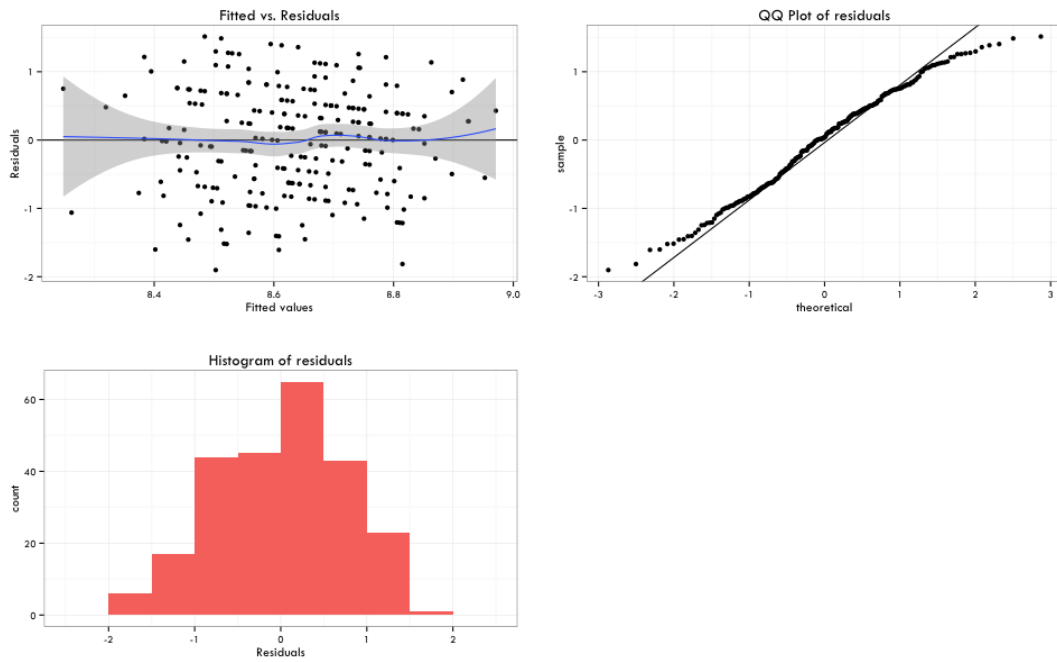 Fitted vs. Residuals
Residuals
1
0
-1
-2
8.4 8.6 8.8 9.0
Fitted values
QQ Plot of residuals
sample
1
0
-1
-2
-3 -2 -1 0 1 2 3
theoretical
Histogram of residuals
count
60
40
20
0
-2 -1 0 1 2
Residuals